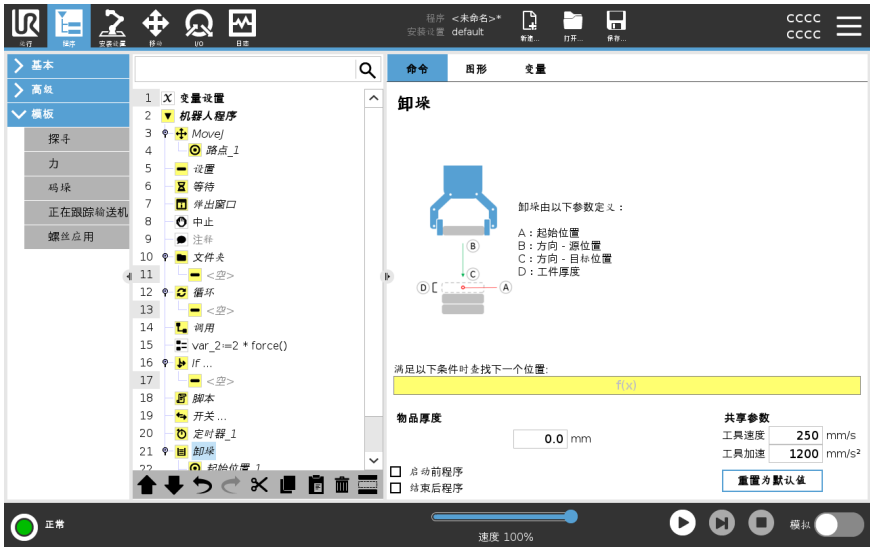 UR
运行
程序
安装设置
移动
I/O
日志
程序 <未命名>*
安装设置 default
新建...
打开...
保存...
CCCC
CCCC
基本
高级
模板
探斗
力
码垛
正在跟踪输送机
螺丝应用
1 X 变量设置
2 机器人程序
3 MoveJ
4 路点_1
5 设置
6 等待
7 弹出窗口
8 中止
9 注释
10 文件夹
11 <空>
12 循环
13 <空>
14 调用
15 var_2:=2 * force()
16 If ...
17 <空>
18 脚本
19 开关 ...
20 定时器_1
21 卸垛
22 起始位置_1
命令
图形
变量
卸垛
B
C
D
A
卸垛由以下参数定义：
A：起始位置
B：方向 - 源位置
C：方向 - 目标位置
D：工件厚度
满足以下条件时查找下一个位置:
f(x)
物品厚度
0.0 mm
启动前程序
结束后程序
共享参数
工具速度 250 mm/s
工具加速 1200 mm/s²
重置为默认值
正常
速度 100%
模拟